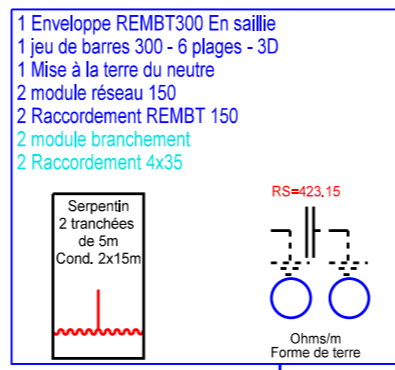 1 Enveloppe REMBT300 En saillie
1 jeu de barres 300 - 6 plages - 3D
1 Mise à la terre du neutre
2 module réseau 150
2 Raccordement REMBT 150
2 module branchement
2 Raccordement 4x35
Serpentin
2 tranchées
de 5m
Cond. 2x15m
RS=423.15
Ohms/m
Forme de terre